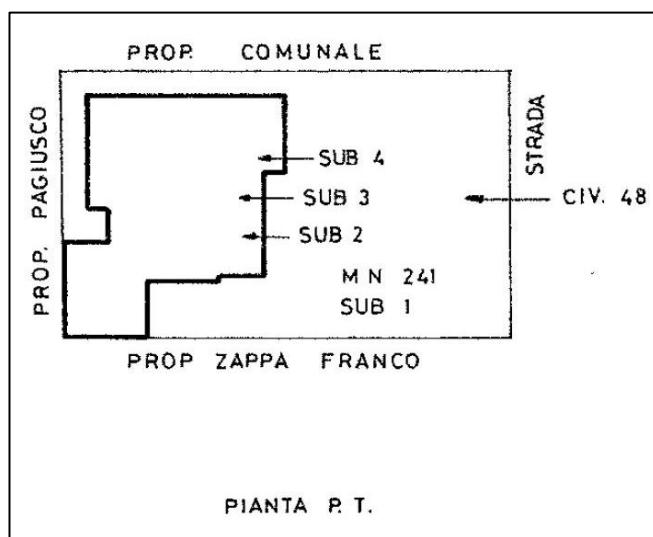 PROP. COMUNALE
PROP. PAGIUSCO
STRADA
SUB 4
SUB 3
CIV. 48
SUB 2
M N 241
SUB 1
PROP ZAPPA FRANCO
PIANTA P. T.